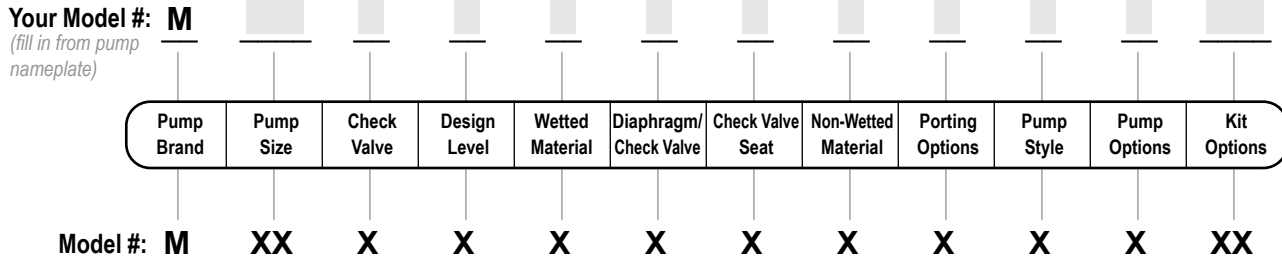 Your Model #: M
(fill in from pump
nameplate)
Pump Pump Check Design Wetted Diaphragm/ Check Valve Non-Wetted Porting Pump Pump Kit
Brand Size Valve Level Material Check Valve Seat Material Options Style Options Options
Model #: M XX X X X X X X X X X XX